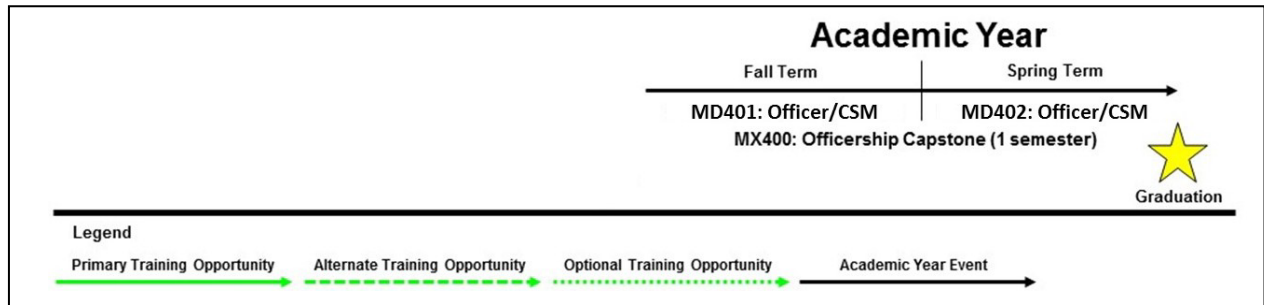 Academic Year
Fall Term Spring Term
MD401: Officer/CSM MD402: Officer/CSM
MX400: Officership Capstone (1 semester)
Graduation
Legend
Primary Training Opportunity Alternate Training Opportunity Optional Training Opportunity Academic Year Event